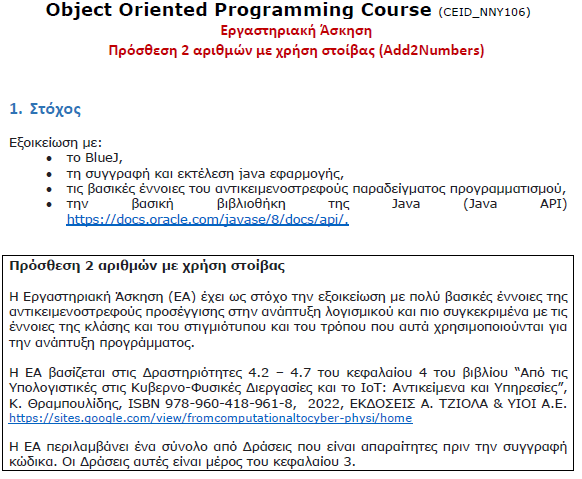 Object Oriented Programming Course (CEID_NNY106)
Εργαστηριακή Άσκηση
Πρόσθεση 2 αριθμών με χρήση στοίβας (Add2Numbers)
1. Στόχος
Εξοικείωση με:
• το BlueJ,
• τη συγγραφή και εκτέλεση java εφαρμογής,
• τις βασικές έννοιες του αντικειμενοστρεφούς παραδείγματος προγραμματισμού,
• την βασική βιβλιοθήκη της Java (Java API)
https://docs.oracle.com/javase/8/docs/api/.
Πρόσθεση 2 αριθμών με χρήση στοίβας
Η Εργαστηριακή Άσκηση (ΕΑ) έχει ως στόχο την εξοικείωση με πολύ βασικές έννοιες της
αντικειμενοστρεφούς προσέγγισης στην ανάπτυξη λογισμικού και πιο συγκεκριμένα με τις
έννοιες της κλάσης και του στιγμιότυπου και του τρόπου που αυτά χρησιμοποιούνται για
την ανάπτυξη προγράμματος.
Η ΕΑ βασίζεται στις Δραστηριότητες 4.2 – 4.7 του κεφαλαίου 4 του βιβλίου “Από τις
Υπολογιστικές στις Κυβερνο-Φυσικές Διεργασίες και το IoT: Αντικείμενα και Υπηρεσίες”,
Κ. Θραμπουλίδης, ISBN 978-960-418-961-8, 2022, ΕΚΔΟΣΕΙΣ Α. ΤΖΙΟΛΑ & ΥΙΟΙ Α.Ε.
https://sites.google.com/view/fromcomputationaltocyber-physi/home
Η ΕΑ περιλαμβάνει ένα σύνολο από Δράσεις που είναι απαραίτητες πριν την συγγραφή
κώδικα. Οι Δράσεις αυτές είναι μέρος του κεφαλαίου 3.